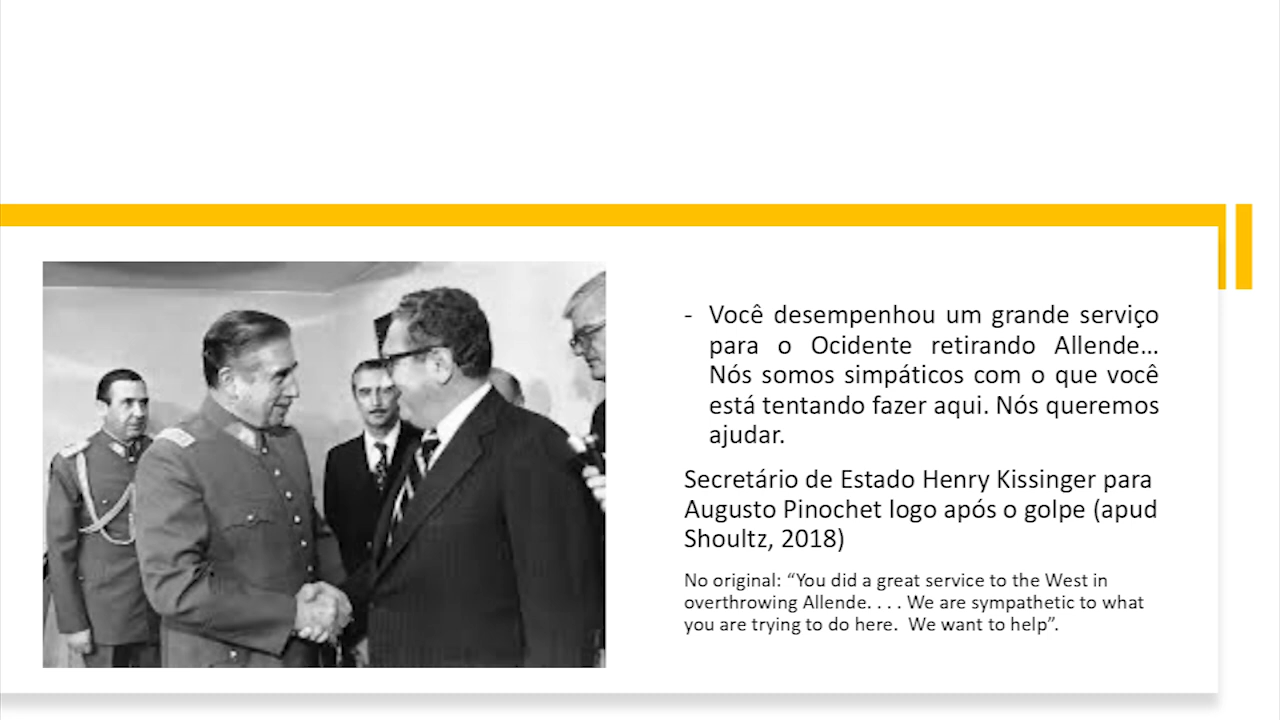 - Você desempenhou um grande serviço
para o Ocidente retirando Allende...
Nós somos simpáticos com o que você
está tentando fazer aqui. Nós queremos
ajudar.
Secretário de Estado Henry Kissinger para
Augusto Pinochet logo após o golpe (apud
Shoultz, 2018)
No original: “You did a great service to the West in
overthrowing Allende. . . . We are sympathetic to what
you are trying to do here.  We want to help”.